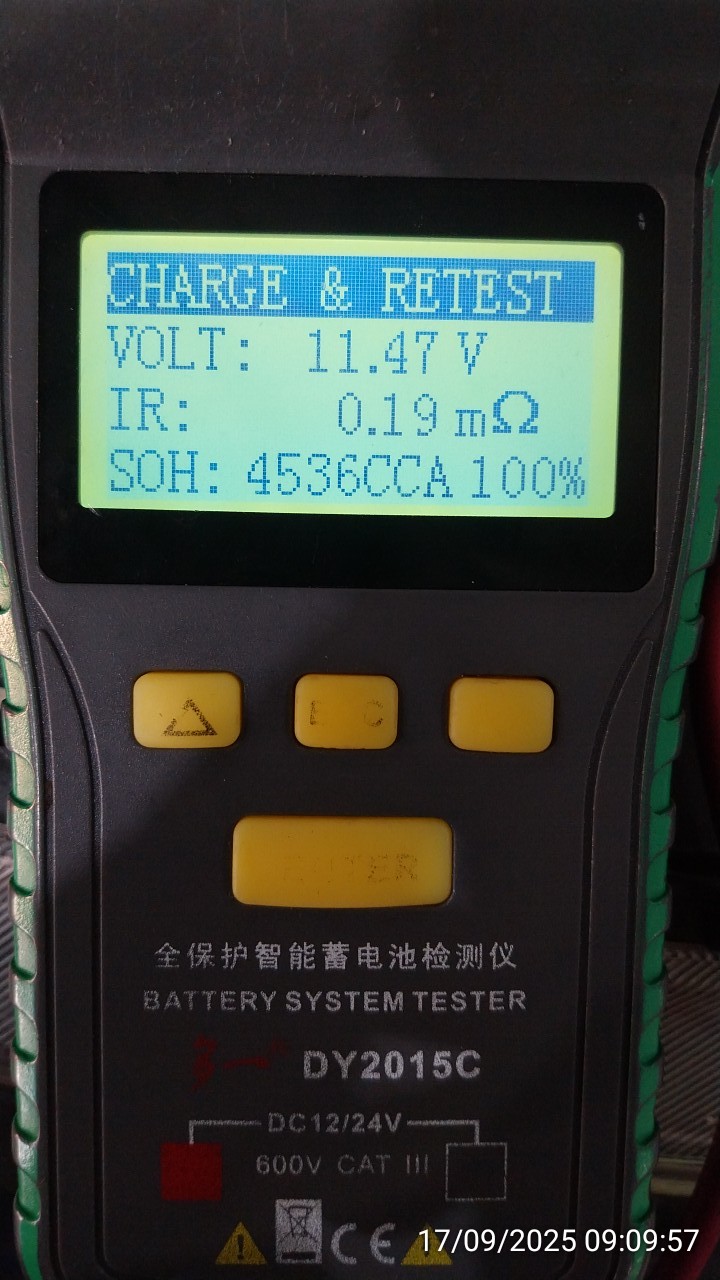 CHARGE & RETEST
VOLT: 11.47 V
IR: 0.19 mΩ
SOH: 4536CCA 100%
全保护智能蓄电池检测仪
BATTERY SYSTEM TESTER
DY2015C
DC12/24V
600V CAT III
CE
17/09/2025 09:09:57